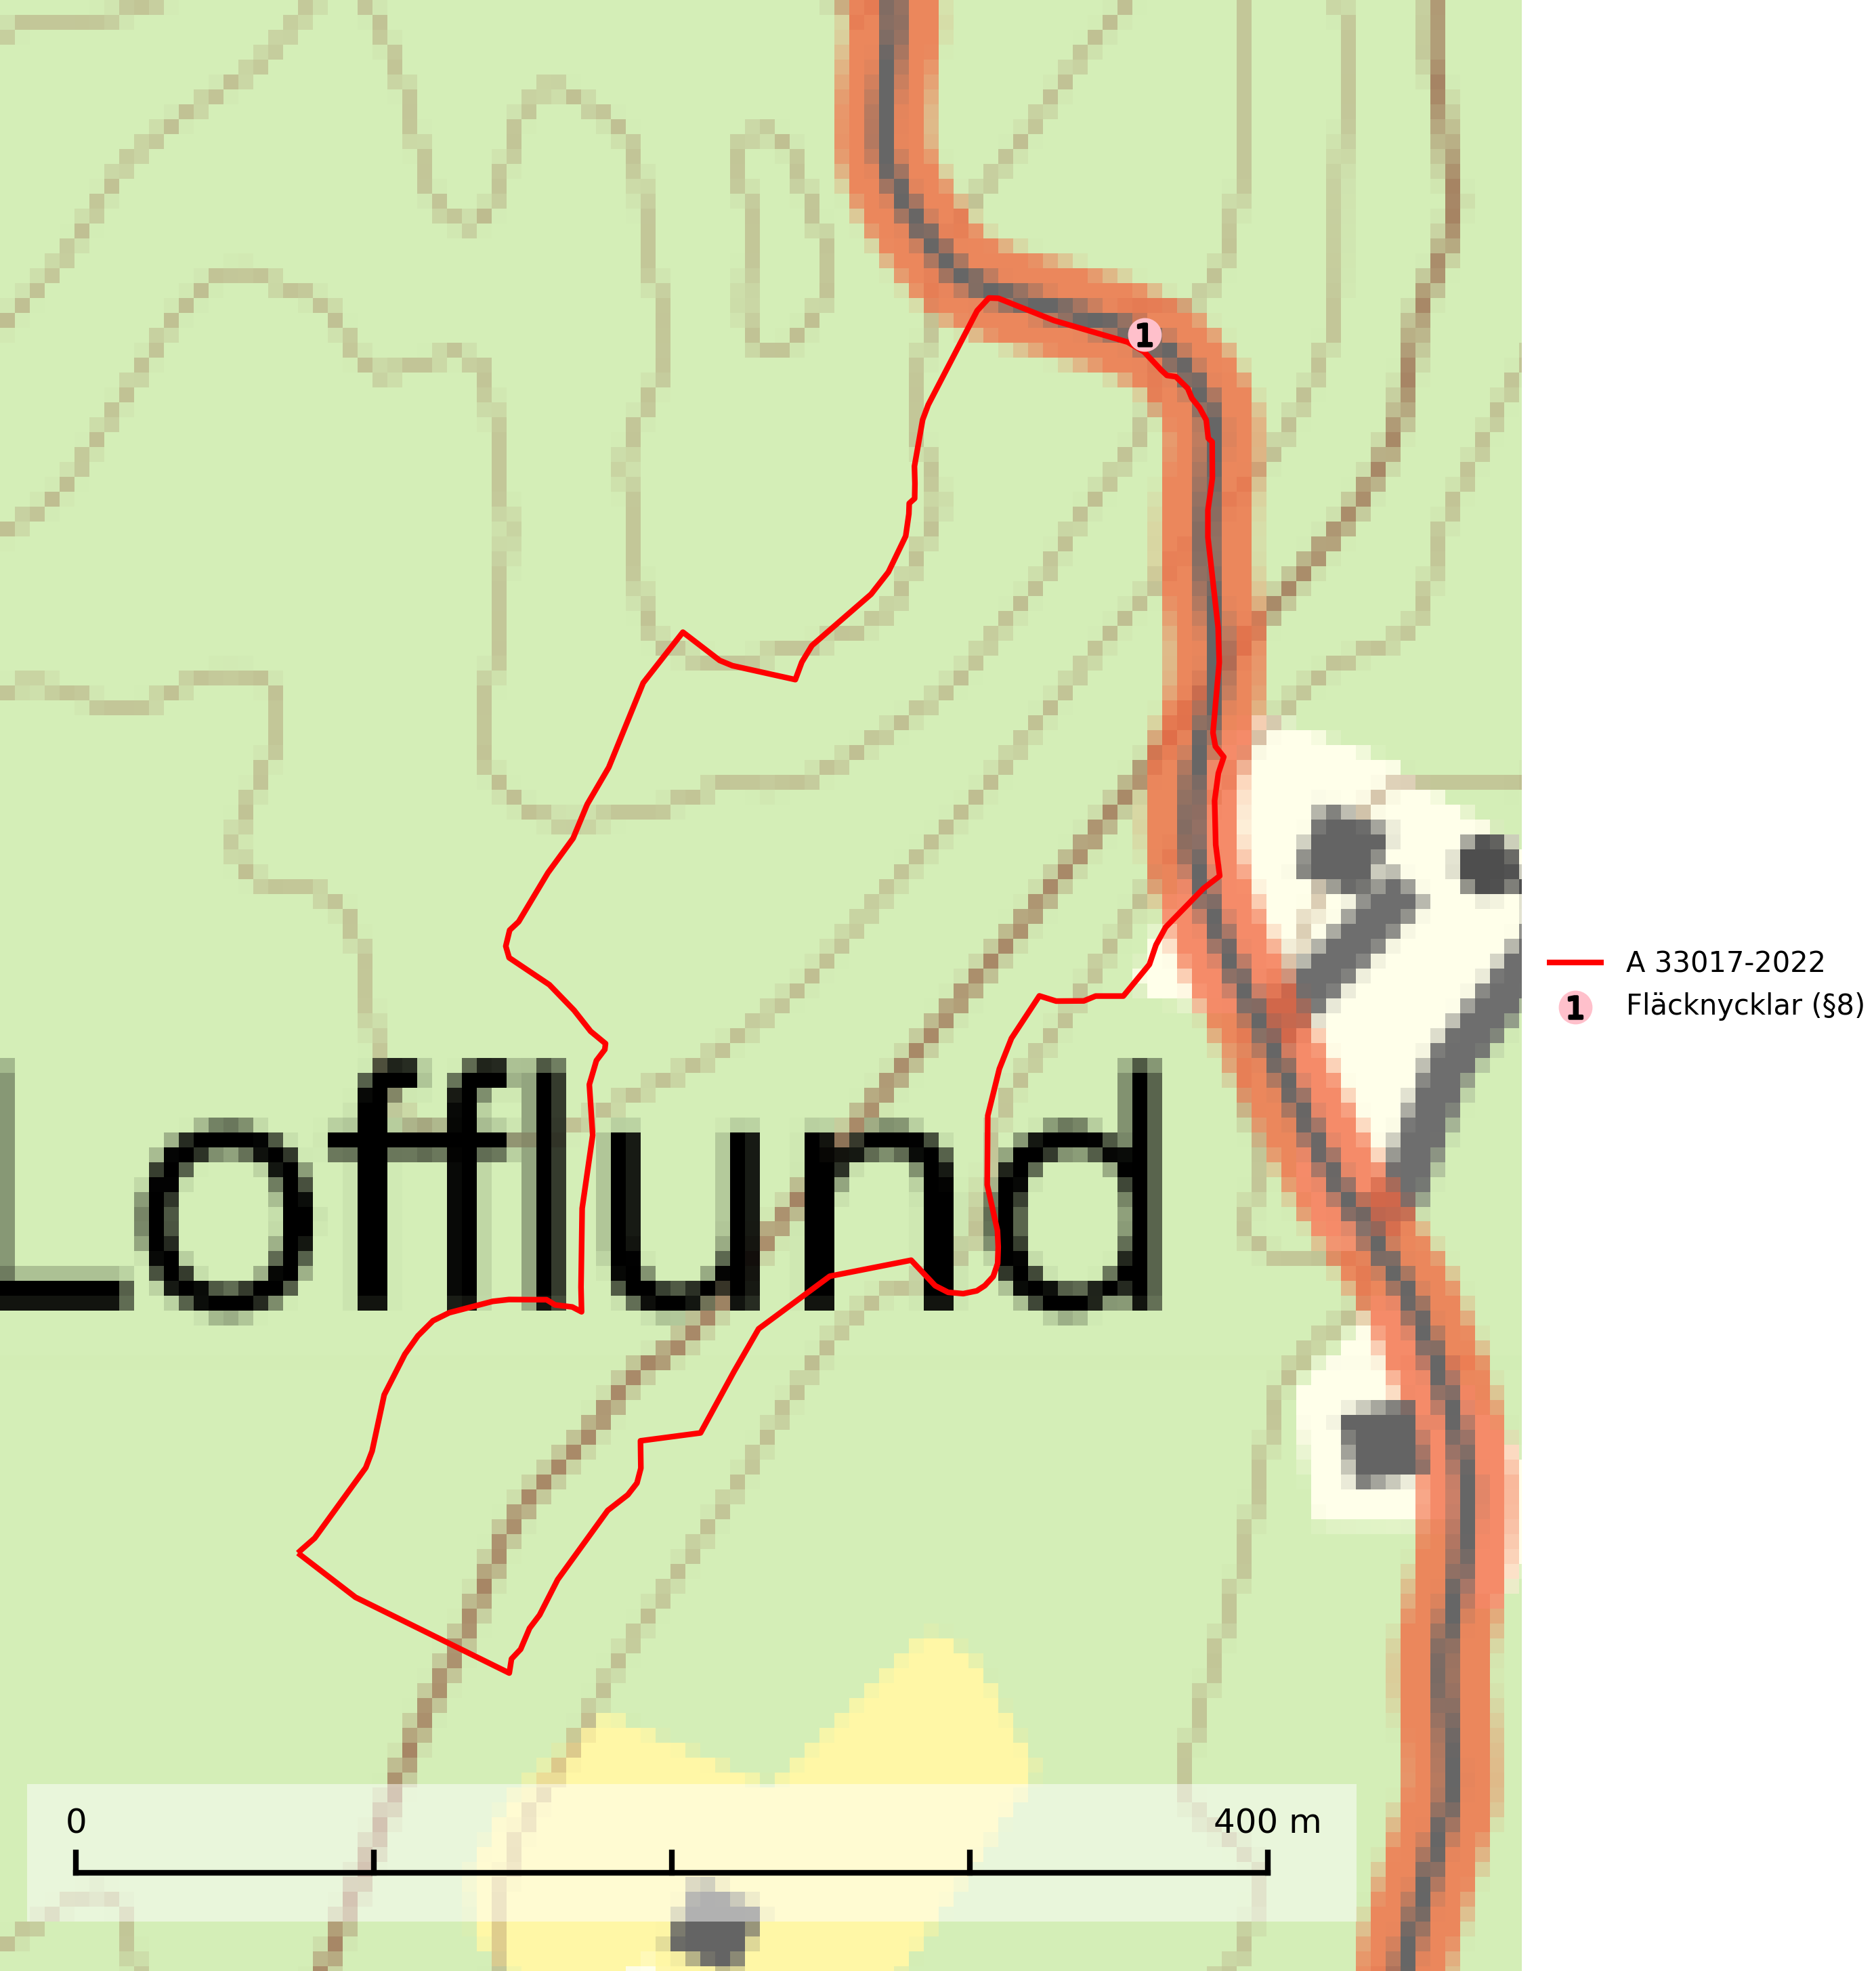 1
Lofflund
A 33017-2022
1 Fläcknycklar (§8)
0 400 m